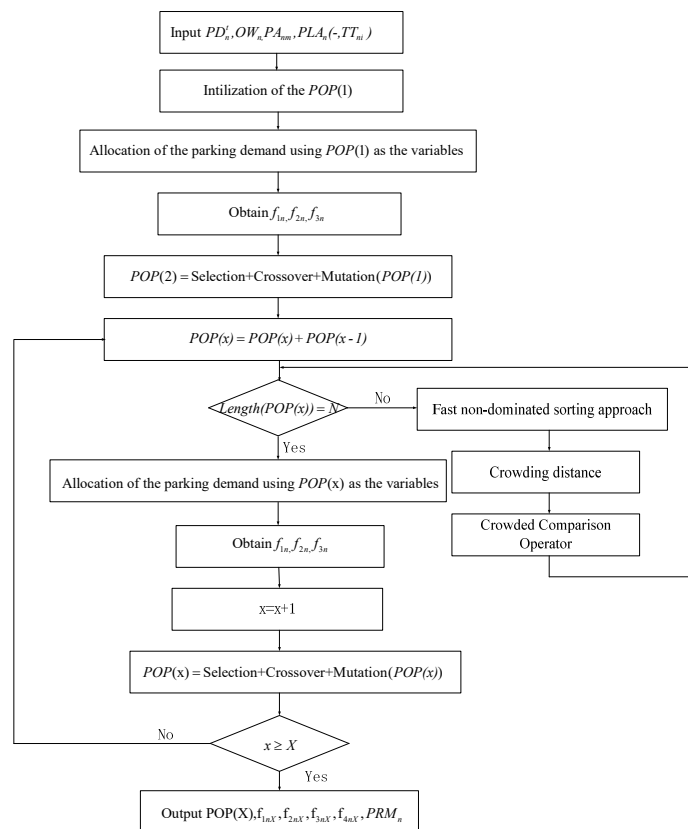 Input PD_n^t,OW_n,PA_nm,PLA_n(-,TT_ni)
Intilization of the POP(1)
Allocation of the parking demand using POP(1) as the variables
Obtain f_1n,f_2n,f_3n
POP(2)=Selection+Crossover+Mutation(POP(1))
POP(x)=POP(x)+POP(x-1)
Length(POP(x))=N
No
Fast non-dominated sorting approach
Yes
Crowding distance
Allocation of the parking demand using POP(x) as the variables
Crowded Comparison
Operator
Obtain f_1n,f_2n,f_3n
x=x+1
POP(x)=Selection+Crossover+Mutation(POP(x))
No
x ≥ X
Yes
Output POP(X),f_1nX,f_2nX,f_3nX,f_4nX,PRM_n